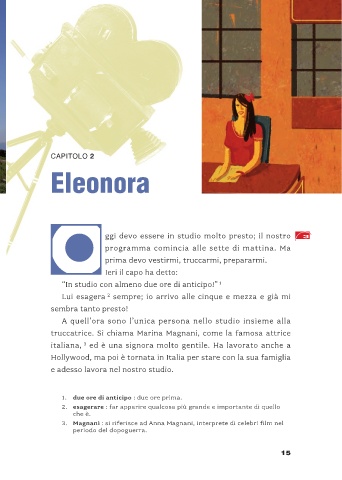 CAPITOLO 2
Eleonora
Oggi devo essere in studio molto presto; il nostro
programma comincia alle sette di mattina. Ma
prima devo vestirmi, truccarmi, prepararmi.
Ieri il capo ha detto:
"In studio almeno due ore di anticipo!" 1
Lui esagera 2 sempre; io arrivo alle cinque e mezza e già mi
sembra tanto presto!
A quell'ora sono l'unica persona nello studio insieme alla
truccatrice. Si chiama Marina Magnani, come la famosa attrice
italiana, 3 ed è una signora molto gentile. Ha lavorato anche a
Hollywood, ma poi è tornata in Italia per stare con la sua famiglia
e adesso lavora nel nostro studio.
1. due ore di anticipo : due ore prima.
2. esagerare : far apparire qualcosa più grande e importante di quello
che è.
3. Magnani : si riferisce ad Anna Magnani, interprete di celebri film nel
periodo del dopoguerra.
15